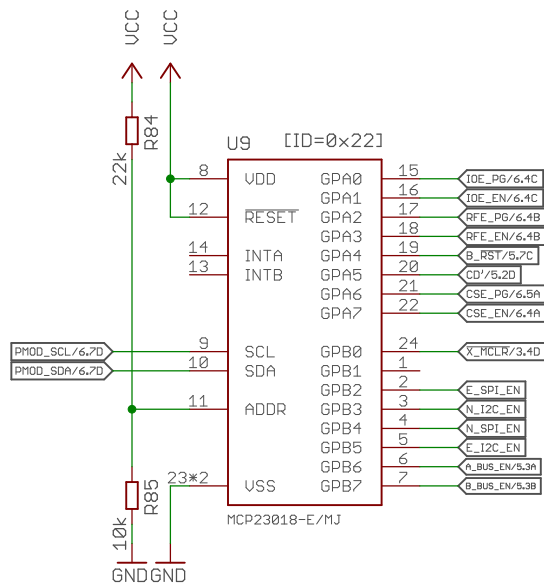 VCC
VCC
R84
22k
U9
[ID=0x22]
8 VDD GPA0 15 IOE_PG/6.4C
GPA1 16 IOE_EN/6.4C
12 RESET GPA2 17 RFE_PG/6.4B
GPA3 18 RFE_EN/6.4B
14 INTA GPA4 19 B_RST/5.7C
13 INTB GPA5 20 CD'/5.2D
GPA6 21 CSE_PG/6.5A
GPA7 22 CSE_EN/6.4A
PMOD_SCL/6.7D 9 SCL GPB0 24 X_MCLR/3.4D
PMOD_SDA/6.7D 10 SDA GPB1 1
GPB2 2 E_SPI_EN
11 ADDR GPB3 3 N_I2C_EN
GPB4 4 N_SPI_EN
GPB5 5 E_I2C_EN
GPB6 6 A_BUS_EN/5.3A
23*2 VSS GPB7 7 B_BUS_EN/5.3B
R85
10k
MCP23018-E/MJ
GND
GND